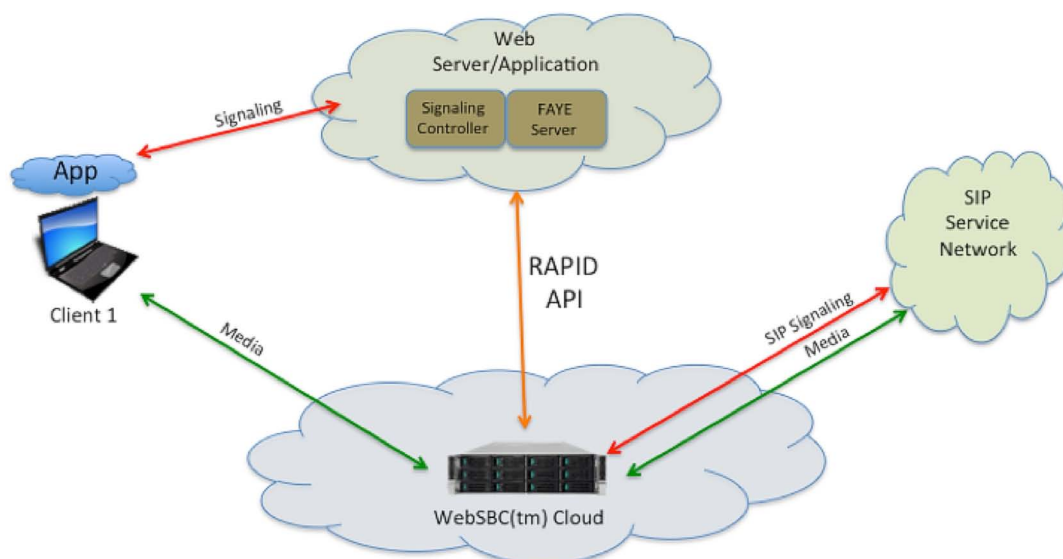 Web
Server/Application
Signaling
Controller
FAYE
Server
Signaling
App
Client 1
SIP
Service
Network
RAPID
API
Media
SIP Signaling
Media
WebSBC(tm) Cloud